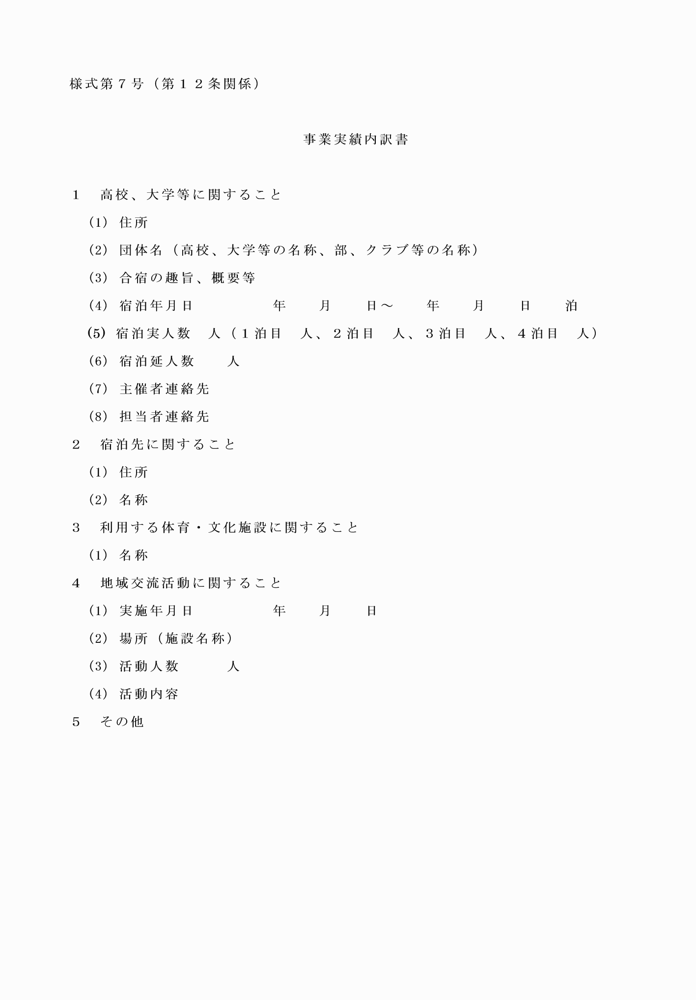 様式第７号（第１２条関係）
事業実績内訳書
１　高校、大学等に関すること
(1) 住所
(2) 団体名（高校、大学等の名称、部、クラブ等の名称）
(3) 合宿の趣旨、概要等
(4) 宿泊年月日　　　　　年　　月　　日～　　年　　月　　日　　泊
(5) 宿泊実人数　人（１泊目　人、２泊目　人、３泊目　人、４泊目　人）
(6) 宿泊延人数　　人
(7) 主催者連絡先
(8) 担当者連絡先
２　宿泊先に関すること
(1) 住所
(2) 名称
３　利用する体育・文化施設に関すること
(1) 名称
４　地域交流活動に関すること
(1) 実施年月日　　　　　年　　月　　日
(2) 場所（施設名称）
(3) 活動人数　　　人
(4) 活動内容
５　その他